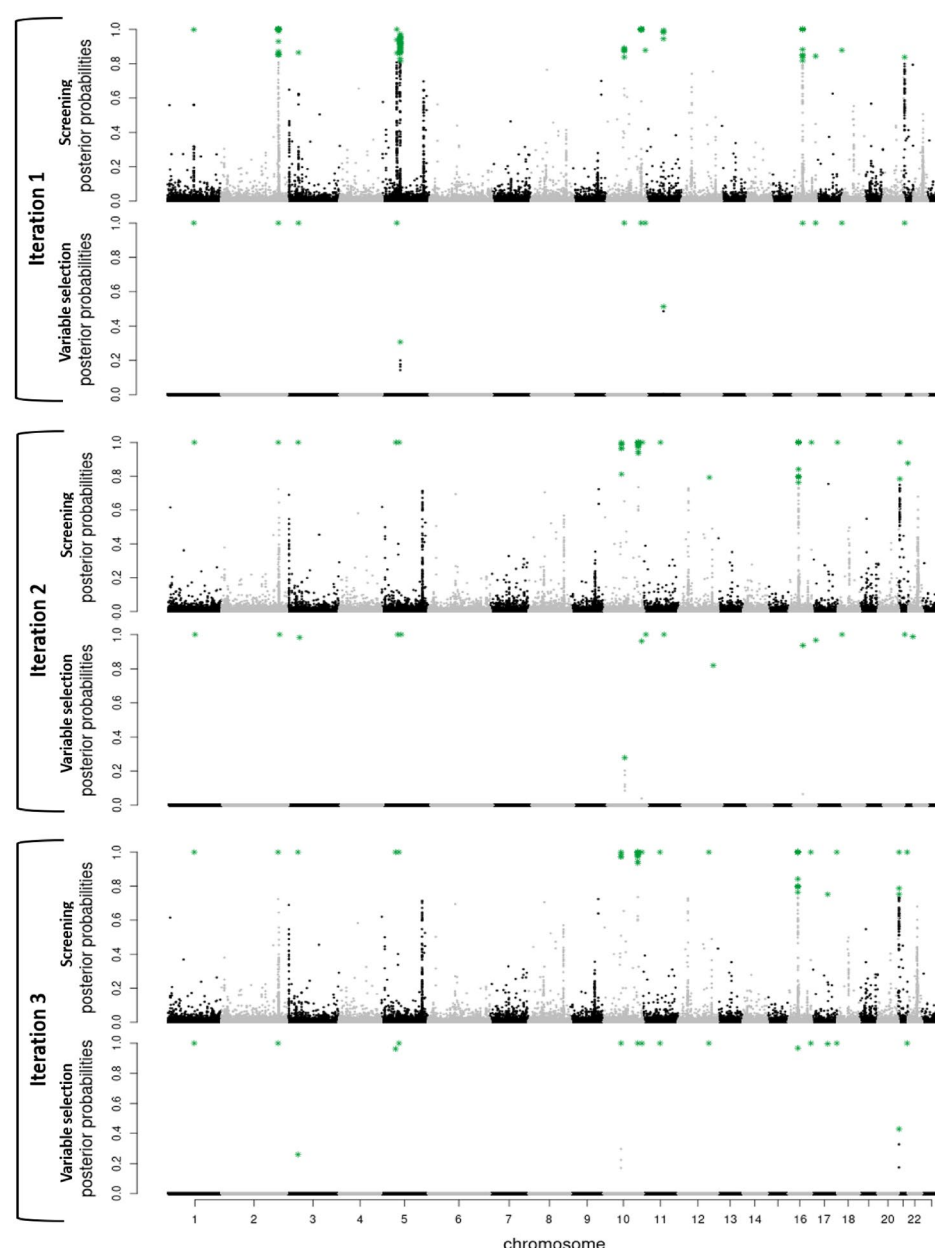 Iteration 1
Screening
posterior probabilities
0.0 0.2 0.4 0.6 0.8 1.0
Variable selection
posterior probabilities
0.0 0.2 0.4 0.6 0.8 1.0
Iteration 2
Screening
posterior probabilities
0.0 0.2 0.4 0.6 0.8 1.0
Variable selection
posterior probabilities
0.0 0.2 0.4 0.6 0.8 1.0
Iteration 3
Screening
posterior probabilities
0.0 0.2 0.4 0.6 0.8 1.0
Variable selection
posterior probabilities
0.0 0.2 0.4 0.6 0.8 1.0
1 2 3 4 5 6 7 8 9 10 11 12 13 14 16 17 18 20 22
chromosome